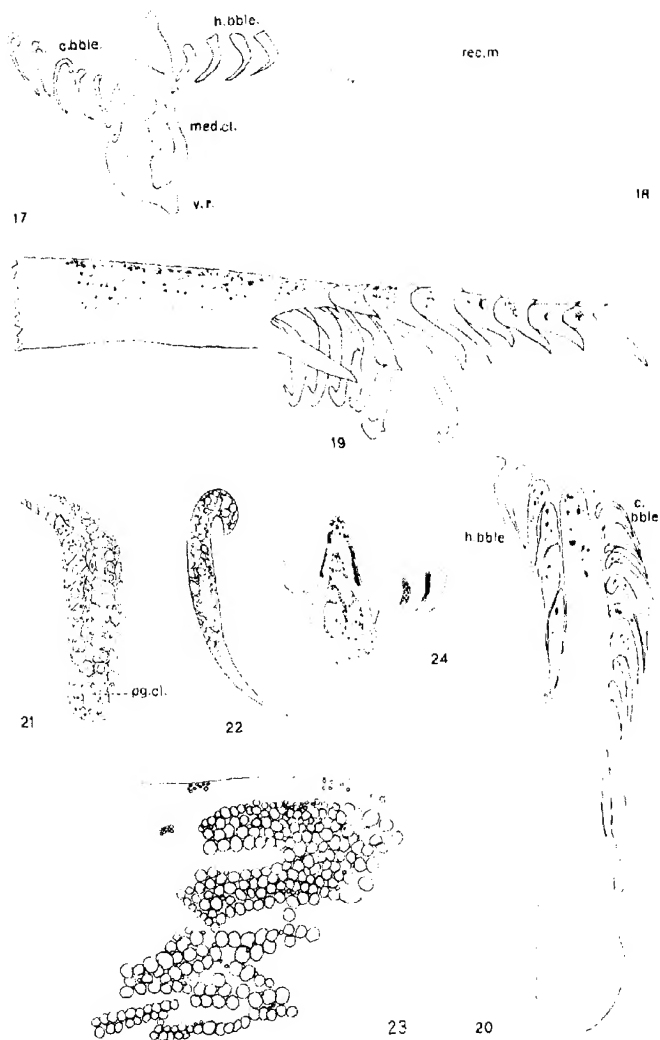 c.bble.
h.bble.
rec.m
med.cl.
v.r.
17
18
19
c.
bble
h.bble
pg.cl.
21
22
24
23
20